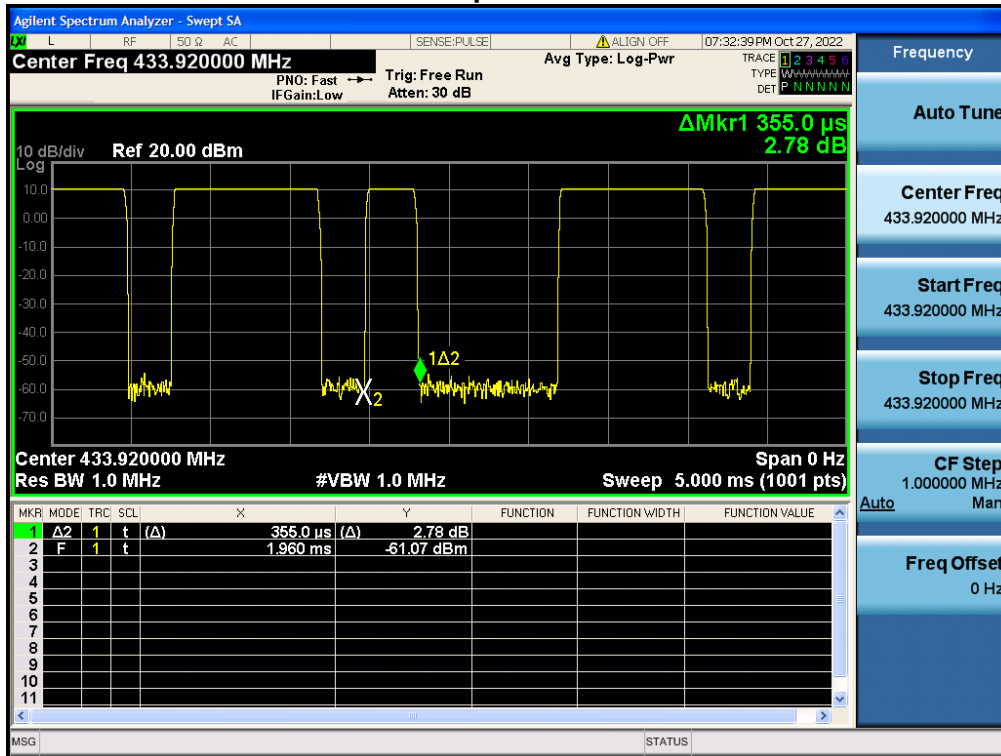 Agilent Spectrum Analyzer - Swept SA
LXI L RF 50 Ω AC SENSE:PULSE ALIGN OFF 07:32:39 PM Oct 27, 2022
Center Freq 433.920000 MHz
PNO: Fast
IFGain:Low
Trig: Free Run
Atten: 30 dB
Avg Type: Log-Pwr
TRACE 1 2 3 4 5 6
TYPE W
DET P N N N N N
ΔMkr1 355.0 µs
2.78 dB
10 dB/div Ref 20.00 dBm
Log
10.0
0.00
-10.0
-20.0
-30.0
-40.0
-50.0
-60.0
-70.0
1Δ2
X2
Center 433.920000 MHz Span 0 Hz
Res BW 1.0 MHz #VBW 1.0 MHz Sweep 5.000 ms (1001 pts)
MKR MODE TRC SCL X Y FUNCTION FUNCTION WIDTH FUNCTION VALUE
1 Δ2 1 t (Δ) 355.0 µs (Δ) 2.78 dB
2 F 1 t 1.960 ms -61.07 dBm
3
4
5
6
7
8
9
10
11
MSG STATUS
Frequency
Auto Tune
Center Freq
433.920000 MHz
Start Freq
433.920000 MHz
Stop Freq
433.920000 MHz
CF Step
1.000000 MHz
Auto Man
Freq Offset
0 Hz